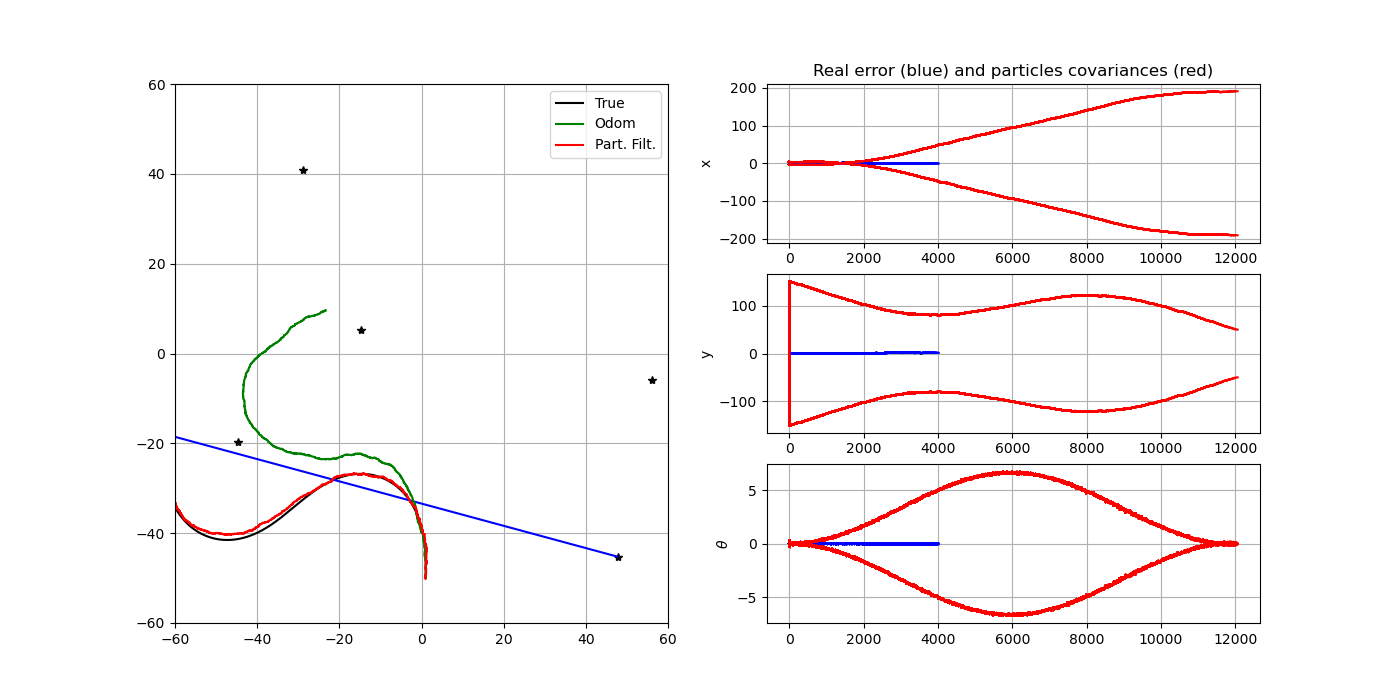 60
40
20
0
−20
−40
−60
−60 −40 −20 0 20 40 60
True
Odom
Part. Filt.
Real error (blue) and particles covariances (red)
x
200
100
0
−100
−200
0 2000 4000 6000 8000 10000 12000
y
100
0
−100
0 2000 4000 6000 8000 10000 12000
θ
5
0
−5
0 2000 4000 6000 8000 10000 12000